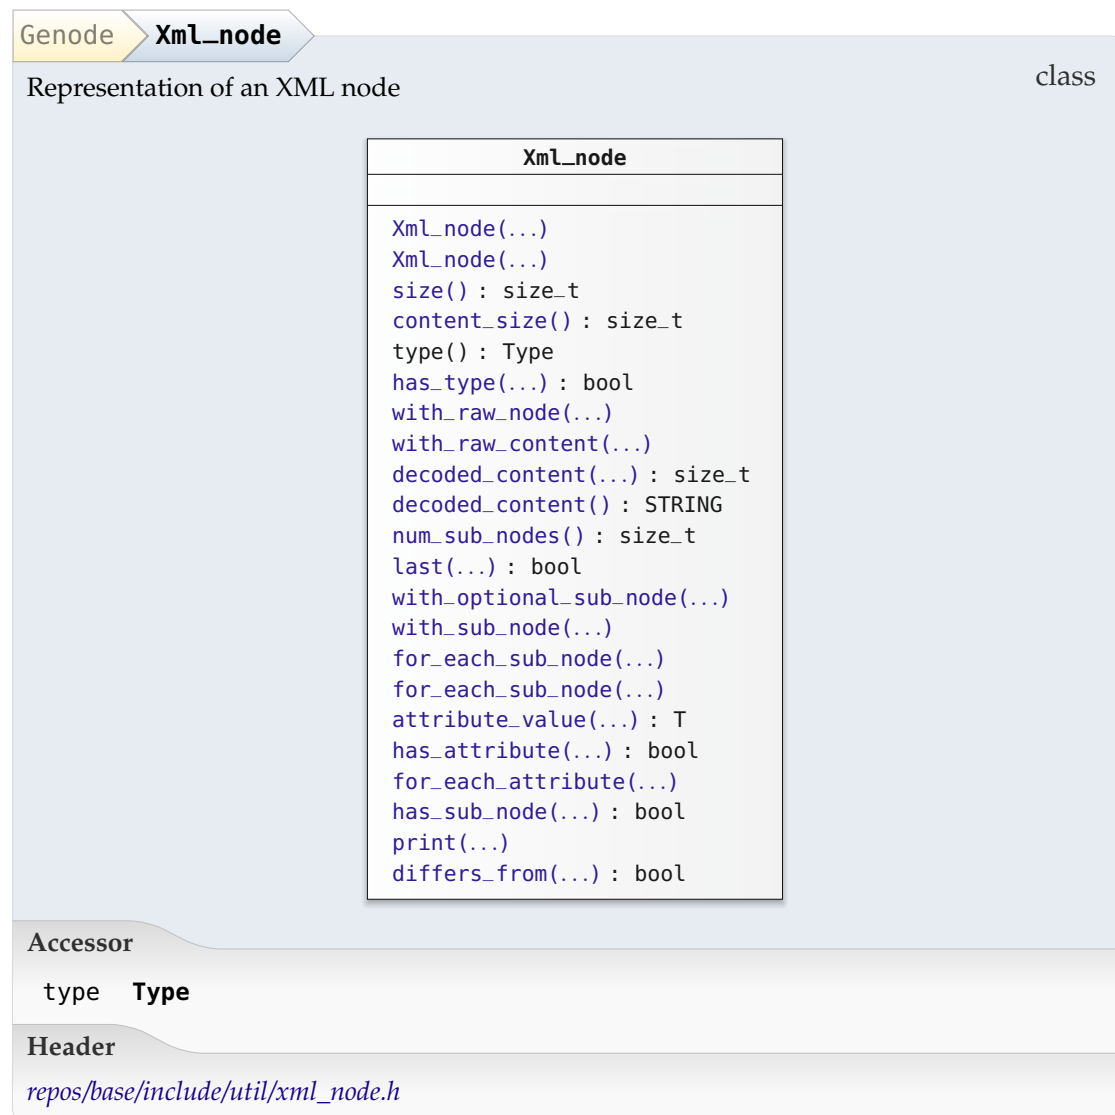 Genode Xml_node
class
Representation of an XML node
Xml_node
Xml_node(...)
Xml_node(...)
size() : size_t
content_size() : size_t
type() : Type
has_type(...) : bool
with_raw_node(...)
with_raw_content(...)
decoded_content(...) : size_t
decoded_content() : STRING
num_sub_nodes() : size_t
last(...) : bool
with_optional_sub_node(...)
with_sub_node(...)
for_each_sub_node(...)
for_each_sub_node(...)
attribute_value(...) : T
has_attribute(...) : bool
for_each_attribute(...)
has_sub_node(...) : bool
print(...)
differs_from(...) : bool
Accessor
type Type
Header
repos/base/include/util/xml_node.h